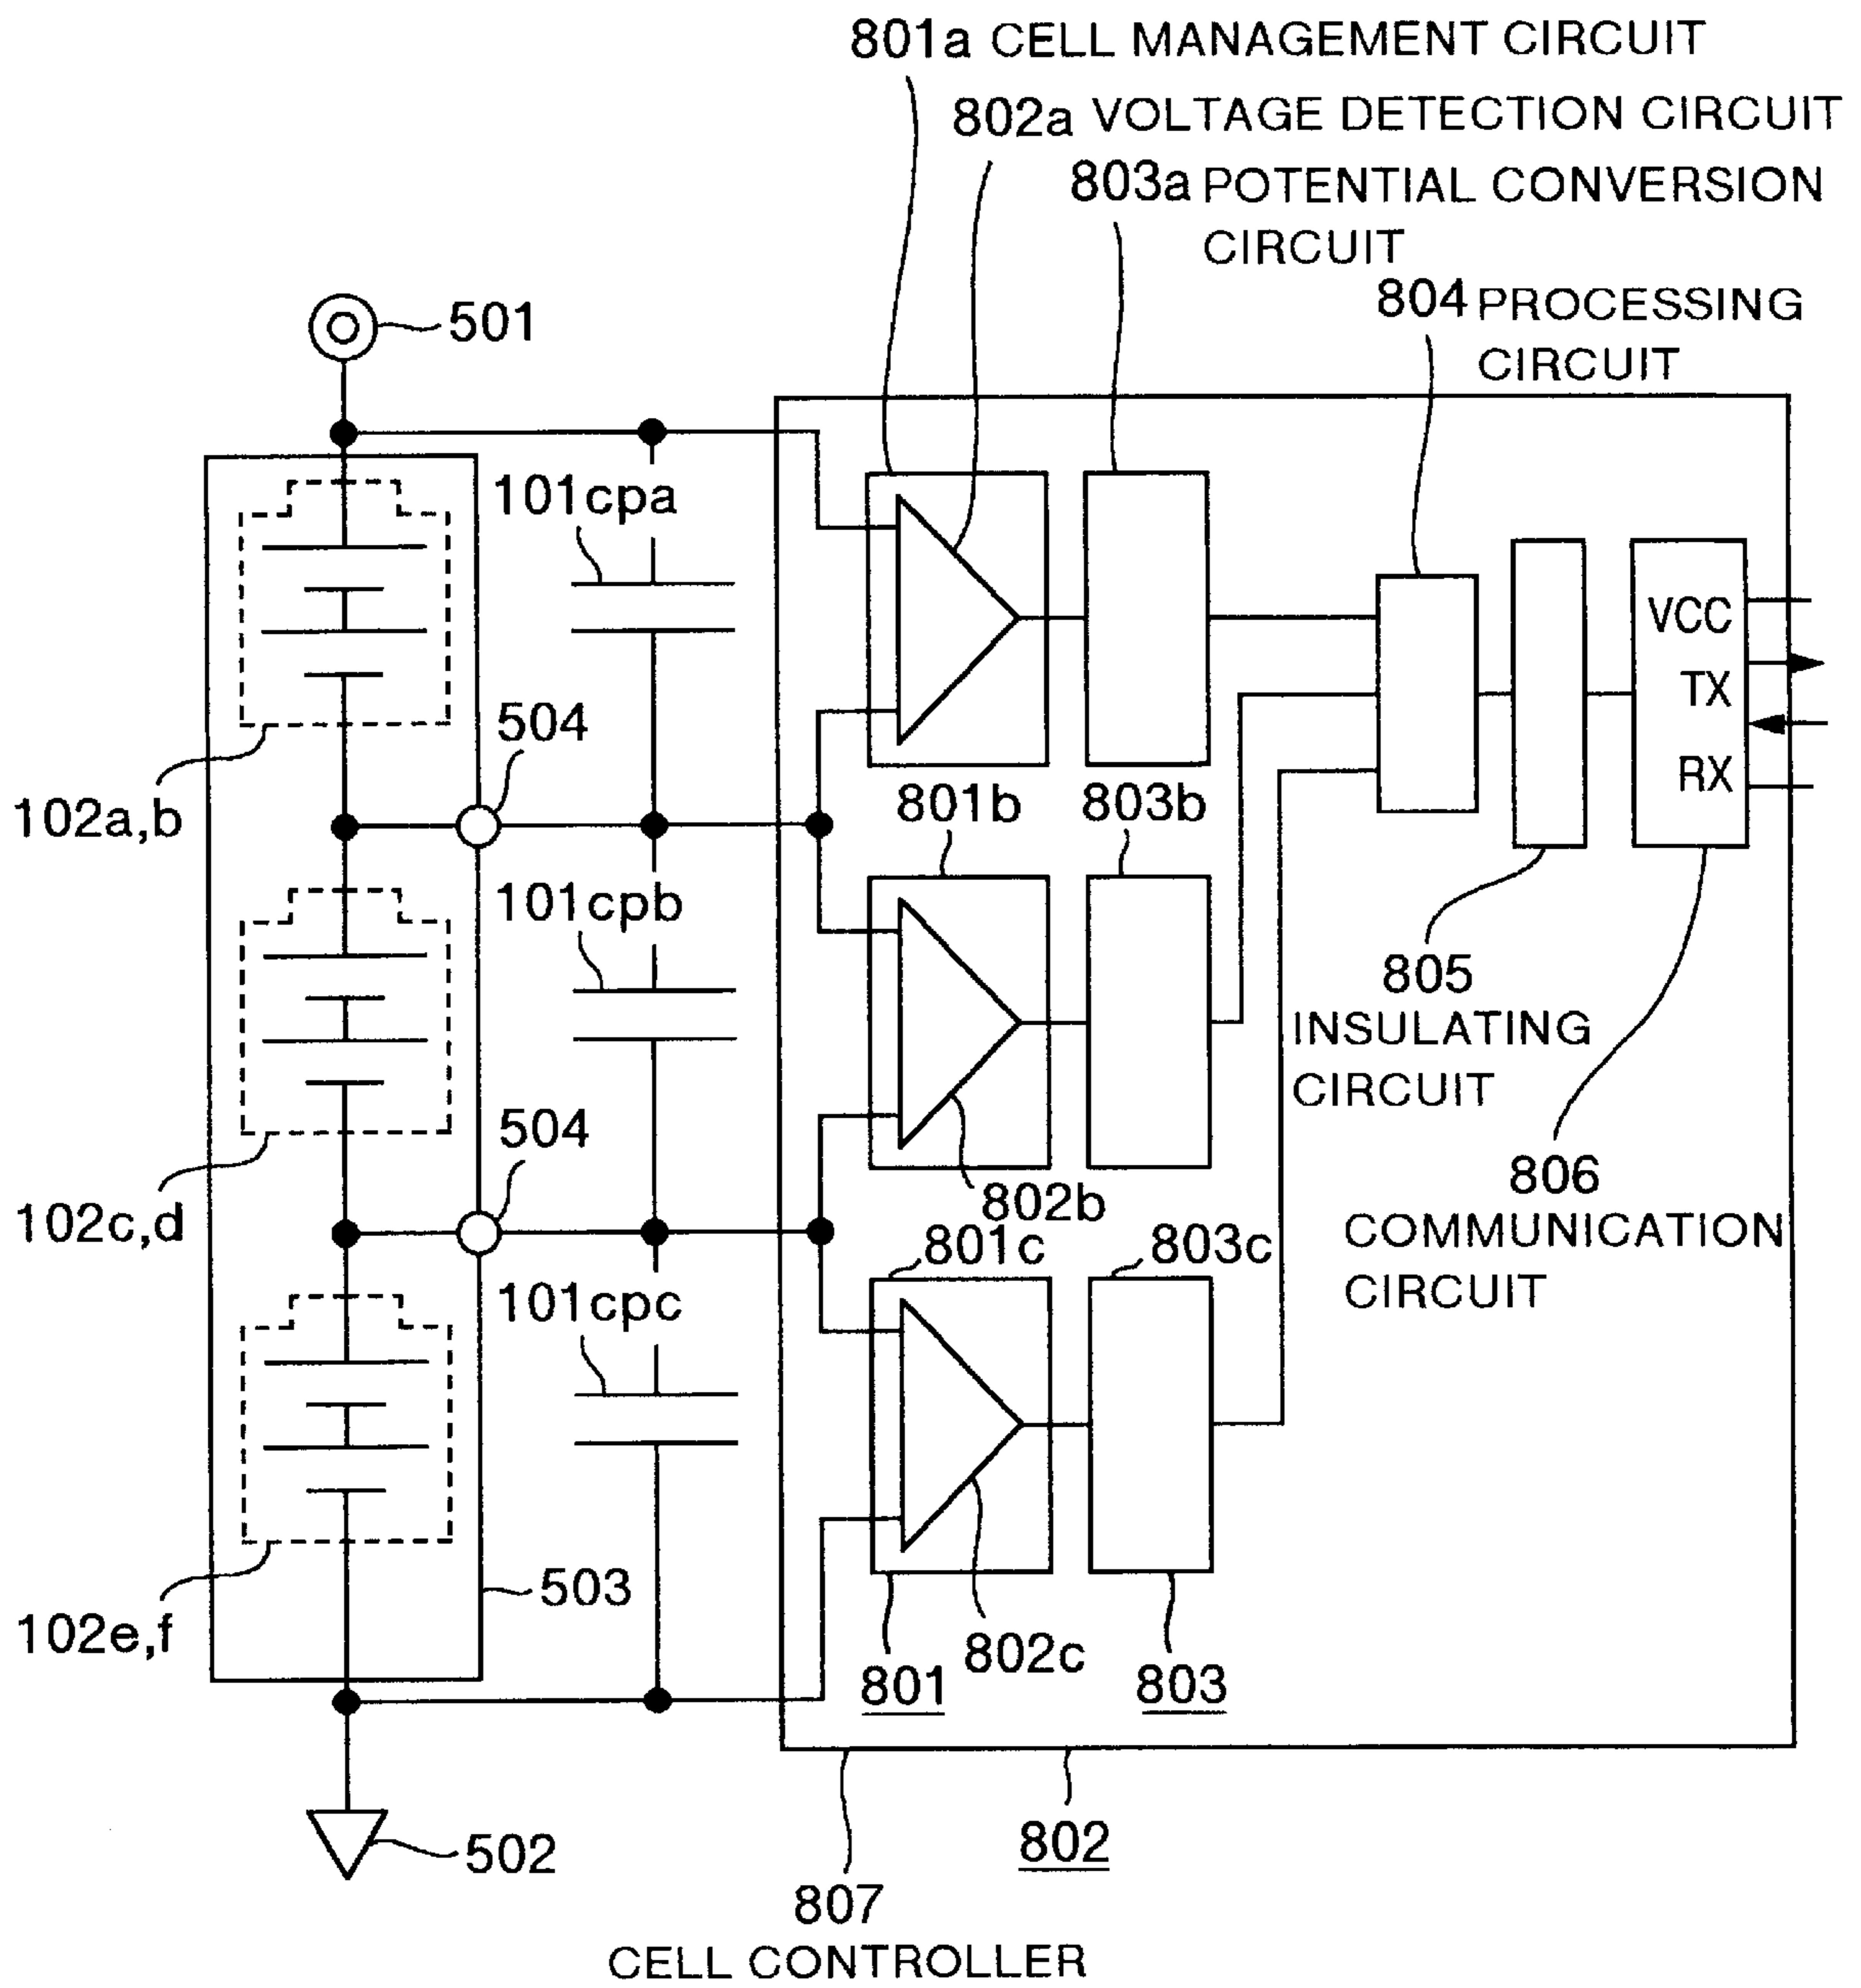 801a CELL MANAGEMENT CIRCUIT
802a VOLTAGE DETECTION CIRCUIT
803a POTENTIAL CONVERSION
CIRCUIT
804 PROCESSING
CIRCUIT
501
101cpa
VCC
TX
RX
504
102a,b
801b
803b
101cpb
805
INSULATING
CIRCUIT
504
806
102c,d
802b
COMMUNICATION
CIRCUIT
801c
803c
101cpc
503
102e,f
802c
801
803
502
802
807
CELL CONTROLLER